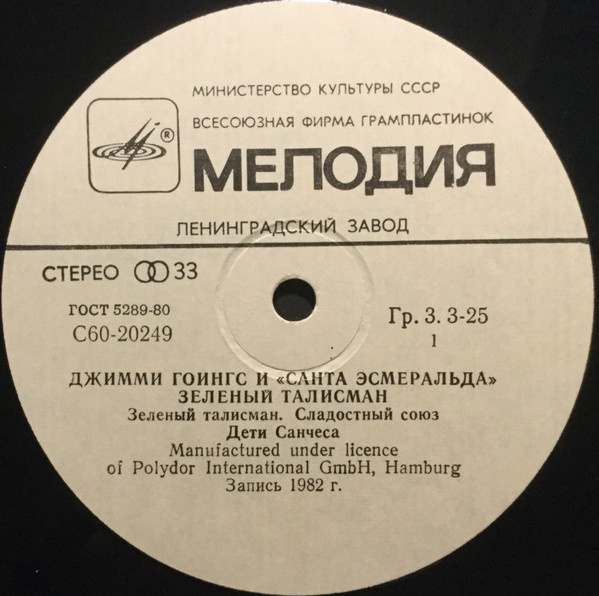 МИНИСТЕРСТВО КУЛЬТУРЫ СССР
ВСЕСОЮЗНАЯ ФИРМА ГРАМПЛАСТИНОК
®
МЕЛОДИЯ
ЛЕНИНГРАДСКИЙ ЗАВОД
СТЕРЕО 33
ГОСТ 5289-80
С60-20249
Гр. 3. 3-25
1
ДЖИММИ ГОИНГС И «САНТА ЭСМЕРАЛЬДА»
ЗЕЛЕНЫЙ ТАЛИСМАН
Зеленый талисман. Сладостный союз
Дети Санчеса
Manufactured under licence
of Polydor International GmbH, Hamburg
Запись 1982 г.